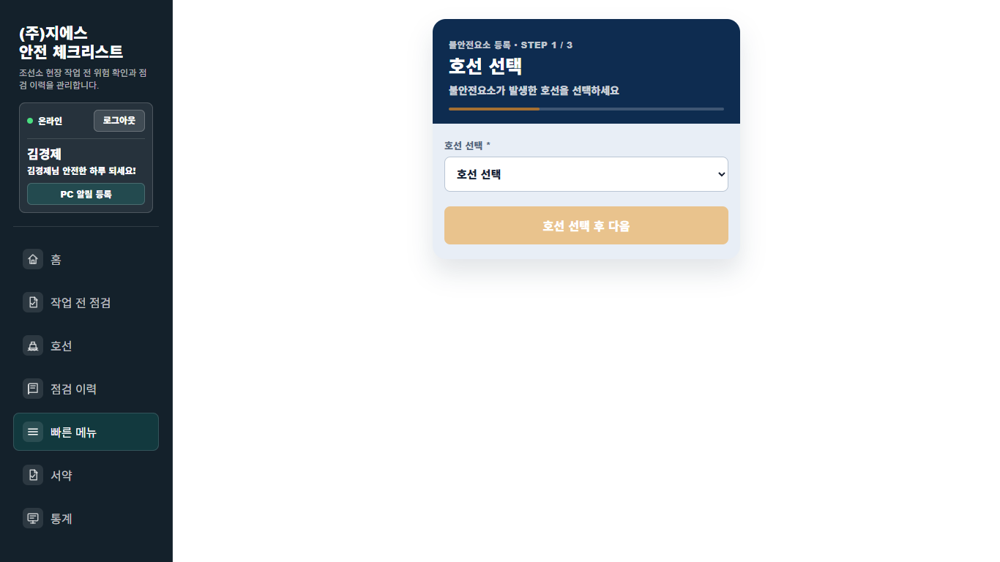 (주)지에스
안전 체크리스트
조선소 현장 작업 전 위험 확인과 점
검 이력을 관리합니다.
온라인
로그아웃
김경제
김경제님 안전한 하루 되세요!
PC 알림 등록
홈
작업 전 점검
호선
점검 이력
빠른 메뉴
서약
통계
불안전요소 등록 • STEP 1 / 3
호선 선택
불안전요소가 발생한 호선을 선택하세요
호선 선택 *
호선 선택
호선 선택 후 다음